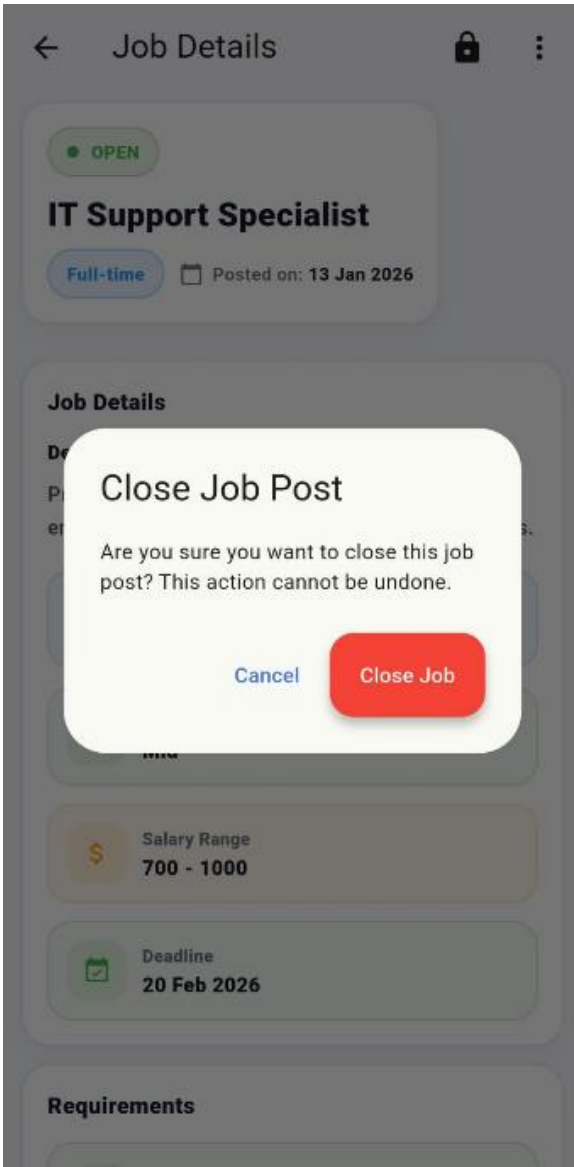 Job Details
OPEN
IT Support Specialist
Full-time
Posted on: 13 Jan 2026
Job Details
Close Job Post
Are you sure you want to close this job
post? This action cannot be undone.
Cancel
Close Job
Salary Range
700 - 1000
Deadline
20 Feb 2026
Requirements